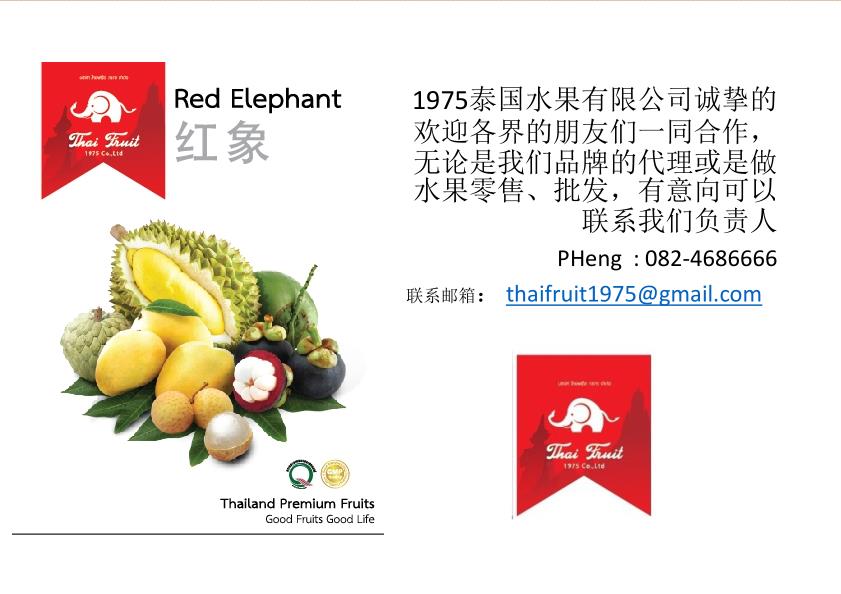 Thai Fruit
1975 Co.,Ltd
Red Elephant
红象
GMP
Thailand Premium Fruits
Good Fruits Good Life
1975泰国水果有限公司诚挚的
欢迎各界的朋友们一同合作，
无论是我们品牌的代理或是做
水果零售、批发，有意向可以
联系我们负责人
PHeng : 082-4686666
联系邮箱： thaifruit1975@gmail.com
Thai Fruit
1975 Co.,Ltd